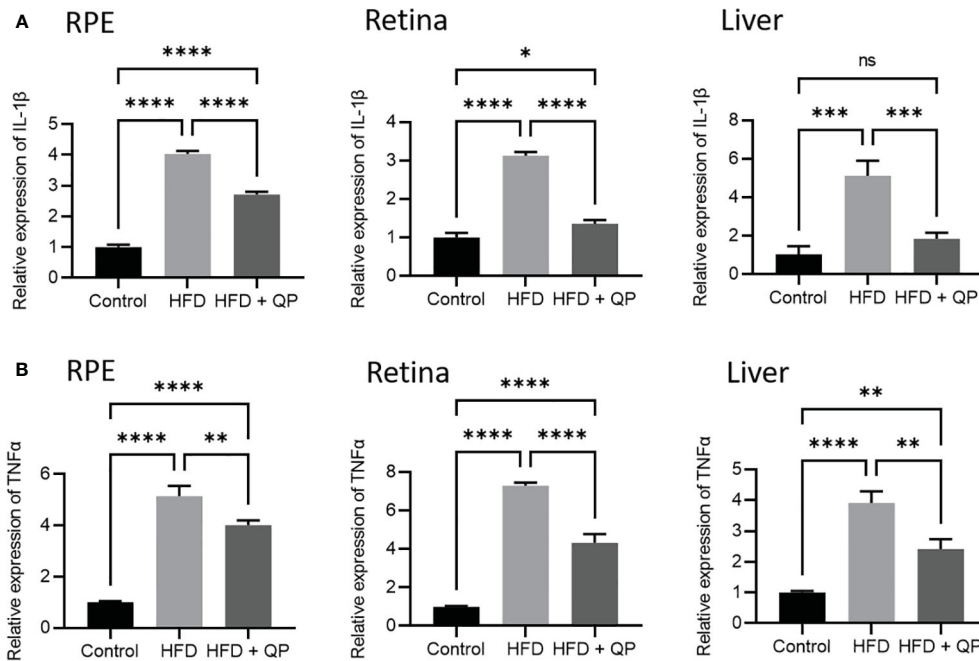 A
RPE
Retina
Liver
****
****
****
*
****
****
ns
***
***
Relative expression of IL-1β
5
4
3
2
1
0
Control
HFD
HFD + QP
Relative expression of IL-1β
4
3
2
1
0
Control
HFD
HFD + QP
Relative expression of IL-1β
8
6
4
2
0
Control
HFD
HFD + QP
B
RPE
Retina
Liver
****
****
**
****
****
****
**
****
**
Relative expression of TNFα
6
4
2
0
Control
HFD
HFD + QP
Relative expression of TNFα
8
6
4
2
0
Control
HFD
HFD + QP
Relative expression of TNFα
5
4
3
2
1
0
Control
HFD
HFD + QP